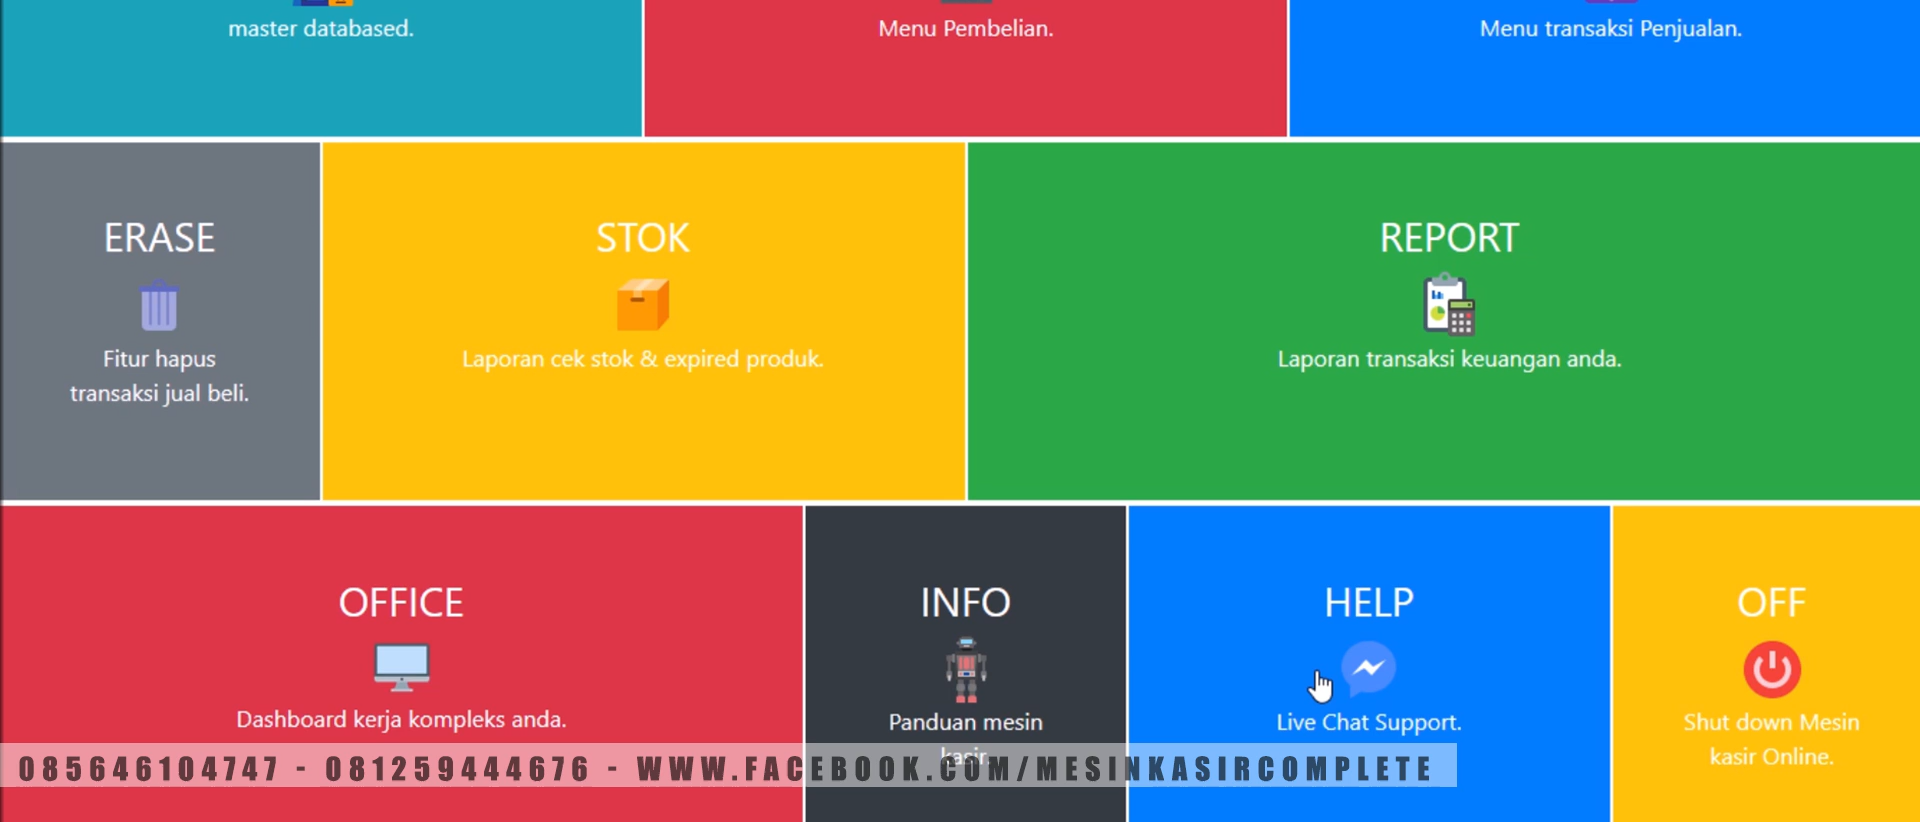 master databased.
Menu Pembelian.
Menu transaksi Penjualan.
ERASE
Fitur hapus
transaksi jual beli.
STOK
Laporan cek stok & expired produk.
REPORT
Laporan transaksi keuangan anda.
OFFICE
Dashboard kerja kompleks anda.
INFO
Panduan mesin
kasir.
HELP
Live Chat Support.
OFF
Shut down Mesin
kasir Online.
085646104747 - 081259444676 - WWW.FACEBOOK.COM/MESINKASIRCOMPLETE